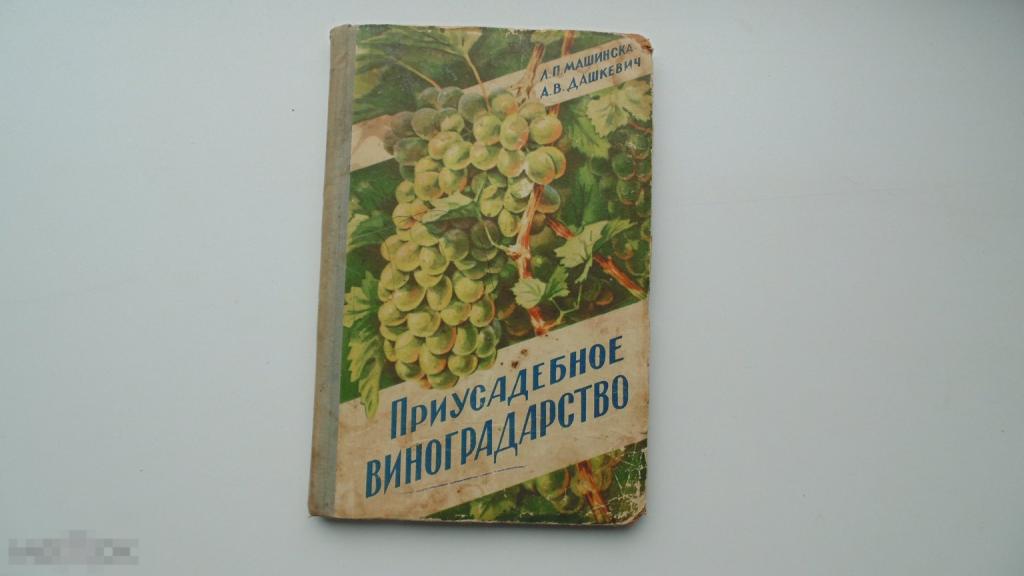 Л.П. МАШИНСКА
А.В. ДАШКЕВИЧ
ПРИУСАДЕБНОЕ
ВИНОГРАДАРСТВО